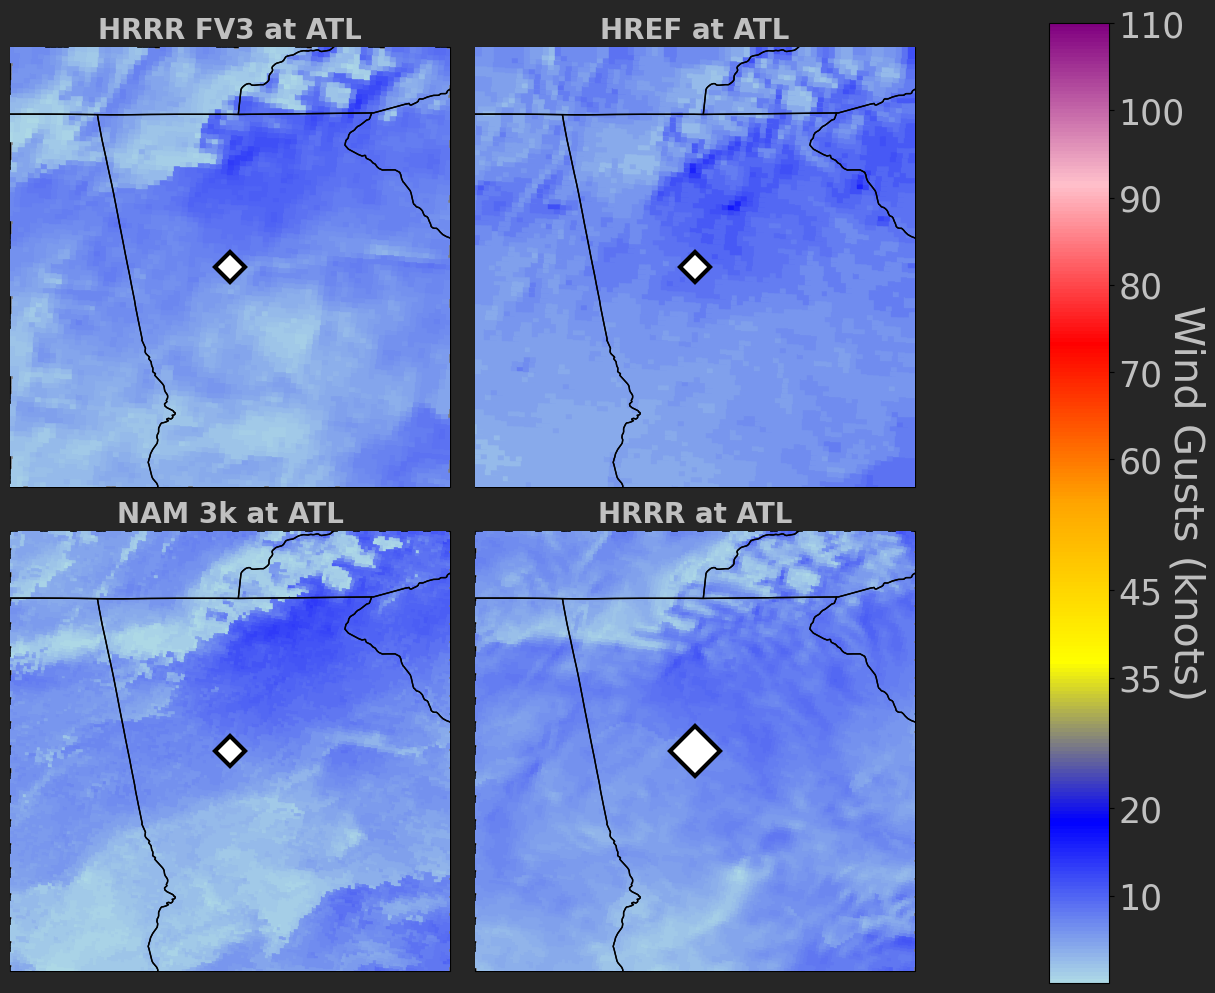 HRRR FV3 at ATL
HREF at ATL
NAM 3k at ATL
HRRR at ATL
110
100
90
80
70
60
45
35
20
10
Wind Gusts (knots)